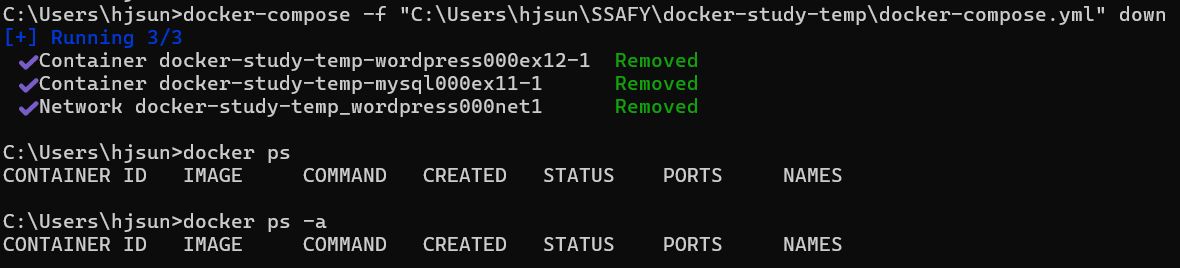 C:\Users\hjsun>docker-compose -f "C:\Users\hjsun\SSAFY\docker-study-temp\docker-compose.yml" down
[+] Running 3/3
✔Container docker-study-temp-wordpress000ex12-1 Removed
✔Container docker-study-temp-mysql000ex11-1 Removed
✔Network docker-study-temp_wordpress000net1 Removed
C:\Users\hjsun>docker ps
CONTAINER ID IMAGE COMMAND CREATED STATUS PORTS NAMES
C:\Users\hjsun>docker ps -a
CONTAINER ID IMAGE COMMAND CREATED STATUS PORTS NAMES